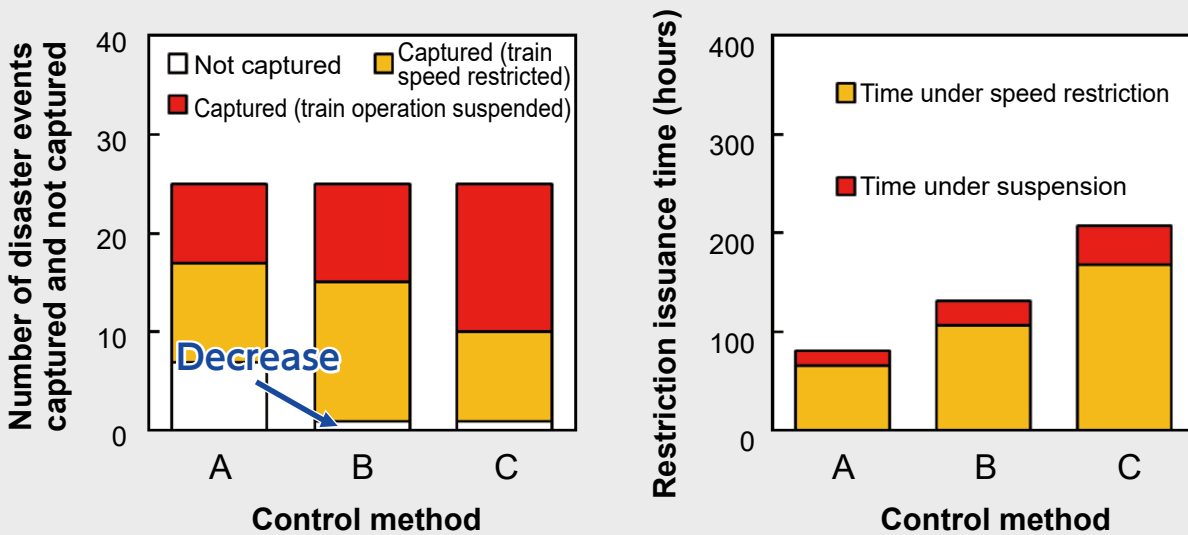 Number of disaster events
captured and not captured
40
30
20
10
0
Not captured
Captured (train
speed restricted)
Captured (train operation suspended)
Decrease
A
B
C
Control method
Restriction issuance time (hours)
400
300
200
100
0
Time under speed restriction
Time under suspension
A
B
C
Control method